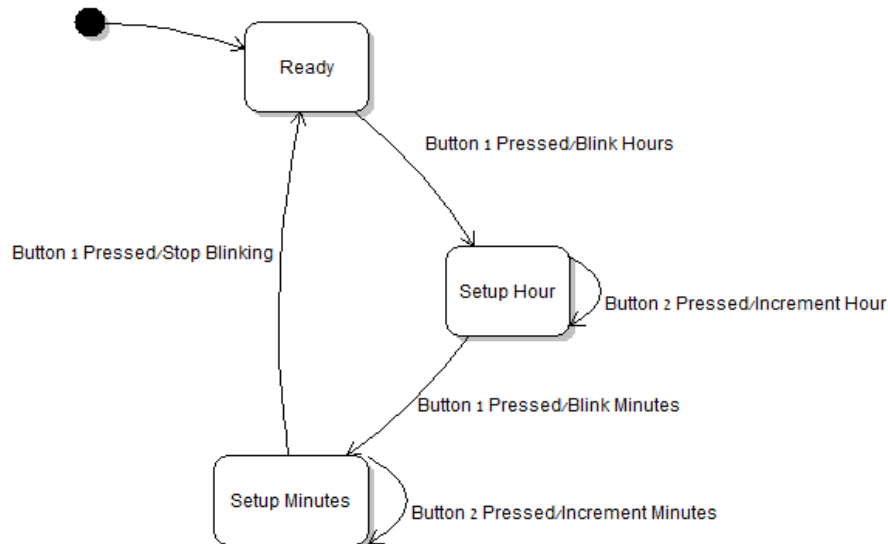 Ready
Button 1 Pressed/Blink Hours
Button 1 Pressed/Stop Blinking
Setup Hour
Button 2 Pressed/Increment Hour
Button 1 Pressed/Blink Minutes
Setup Minutes
Button 2 Pressed/Increment Minutes